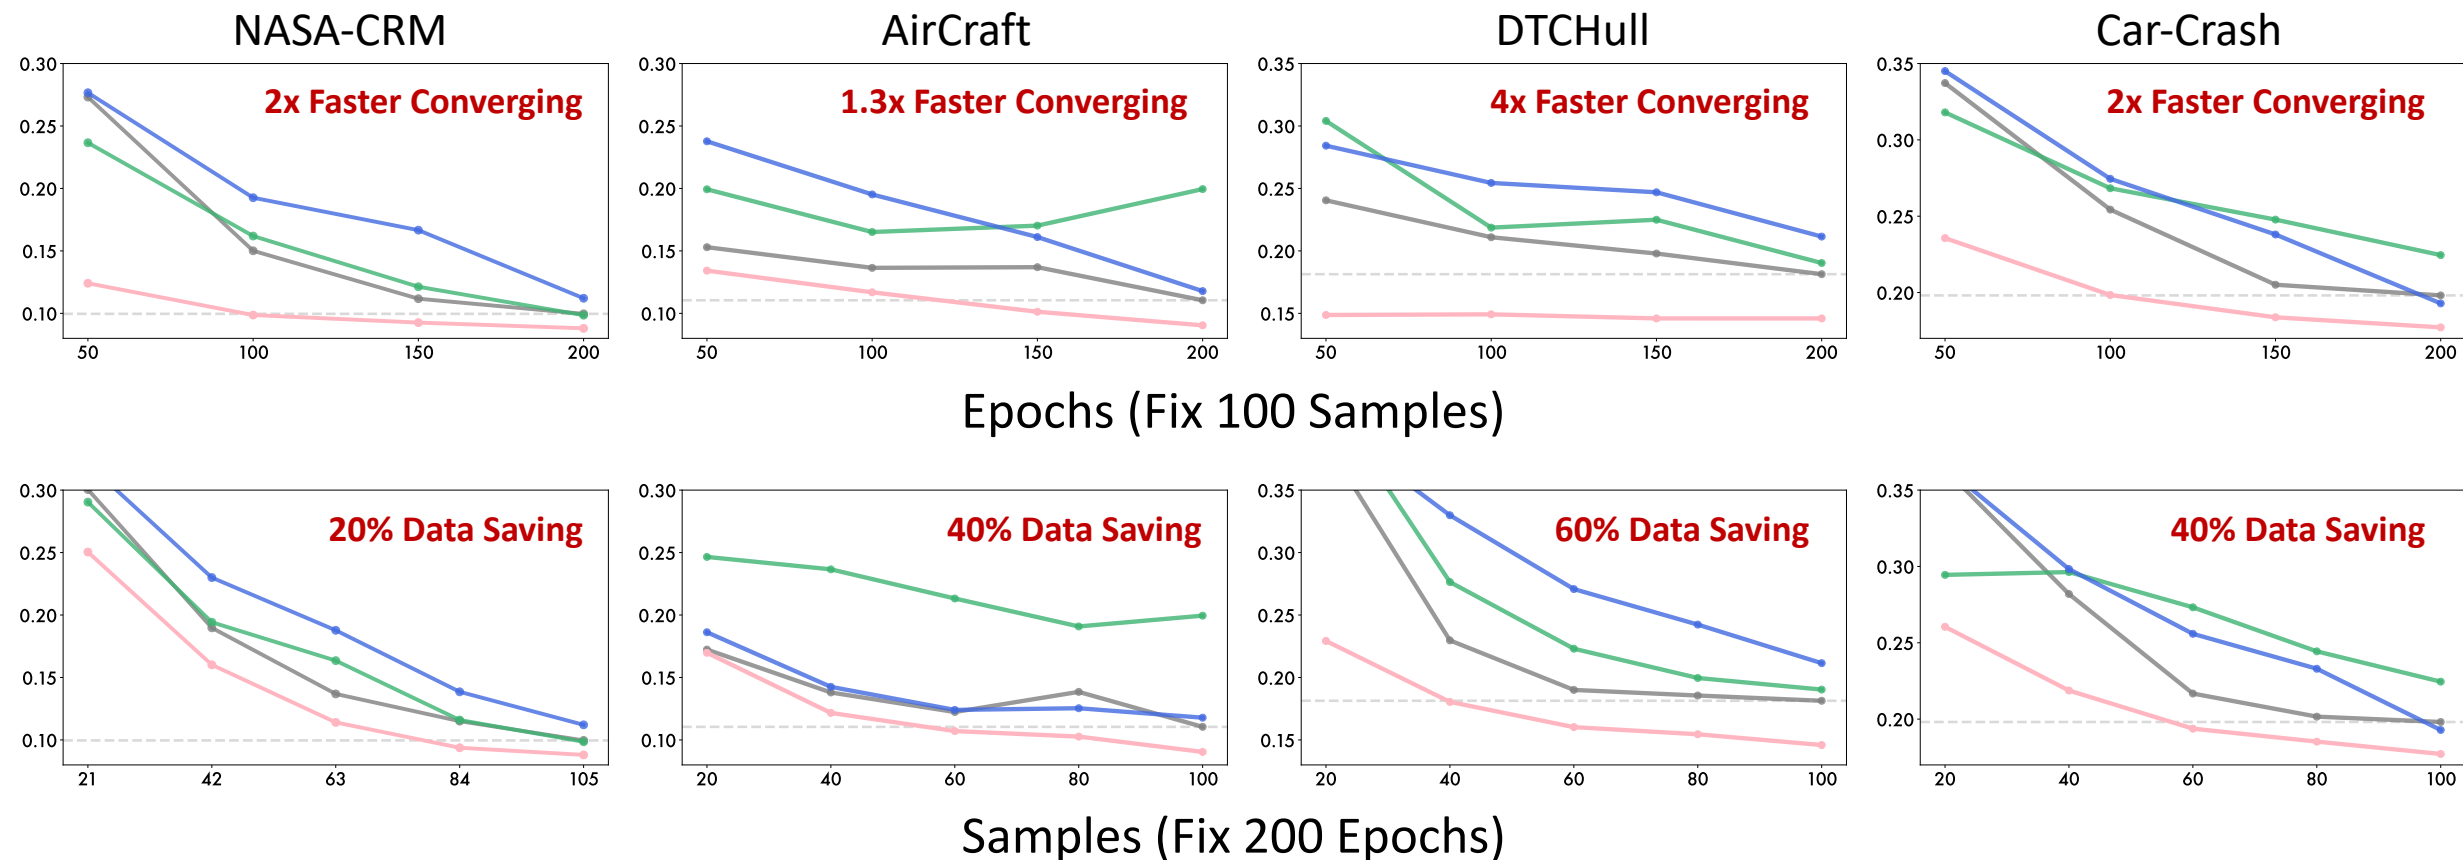 NASA-CRM AirCraft DTCHull Car-Crash
0.30 0.25 0.20 0.15 0.10
2x Faster Converging
50 100 150 200
0.30 0.25 0.20 0.15 0.10
1.3x Faster Converging
50 100 150 200
0.35 0.30 0.25 0.20 0.15
4x Faster Converging
50 100 150 200
0.35 0.30 0.25 0.20
2x Faster Converging
50 100 150 200
Epochs (Fix 100 Samples)
0.30 0.25 0.20 0.15 0.10
20% Data Saving
21 42 63 84 105
0.30 0.25 0.20 0.15 0.10
40% Data Saving
20 40 60 80 100
0.35 0.30 0.25 0.20 0.15
60% Data Saving
20 40 60 80 100
0.35 0.30 0.25 0.20
40% Data Saving
20 40 60 80 100
Samples (Fix 200 Epochs)